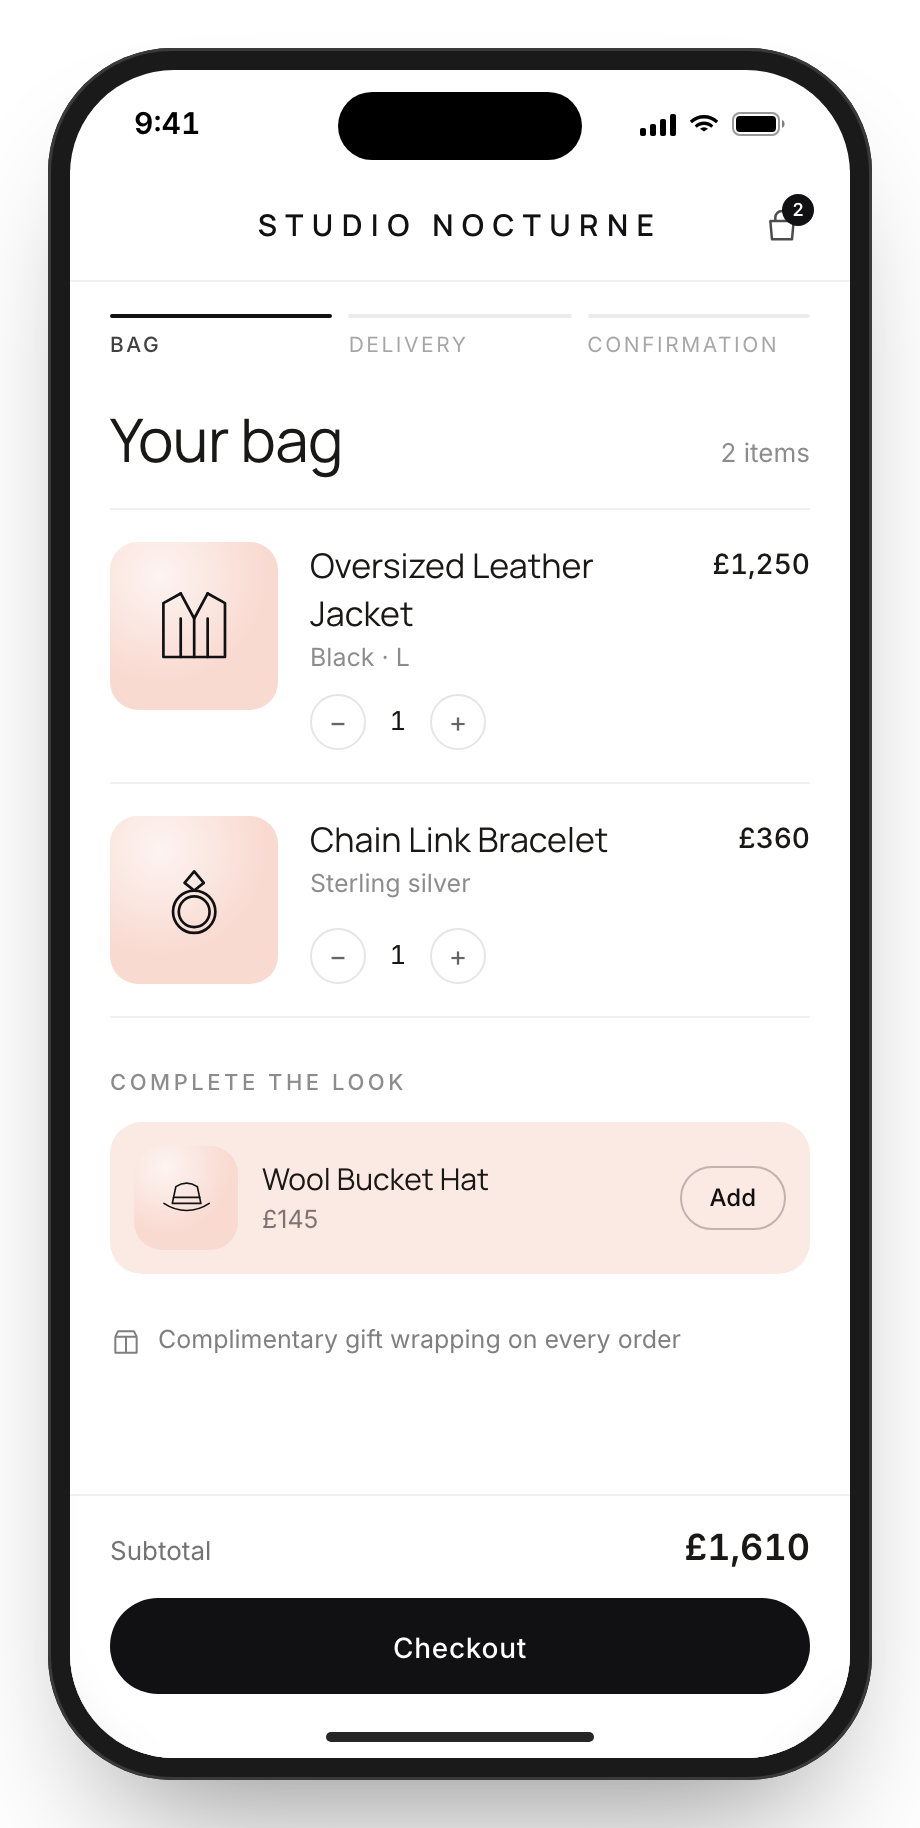 9:41
STUDIO NOCTURNE
2
BAG
DELIVERY
CONFIRMATION
Your bag
2 items
Oversized Leather
Jacket
£1,250
Black · L
− 1 +
Chain Link Bracelet
£360
Sterling silver
− 1 +
COMPLETE THE LOOK
Wool Bucket Hat
£145
Add
Complimentary gift wrapping on every order
Subtotal
£1,610
Checkout